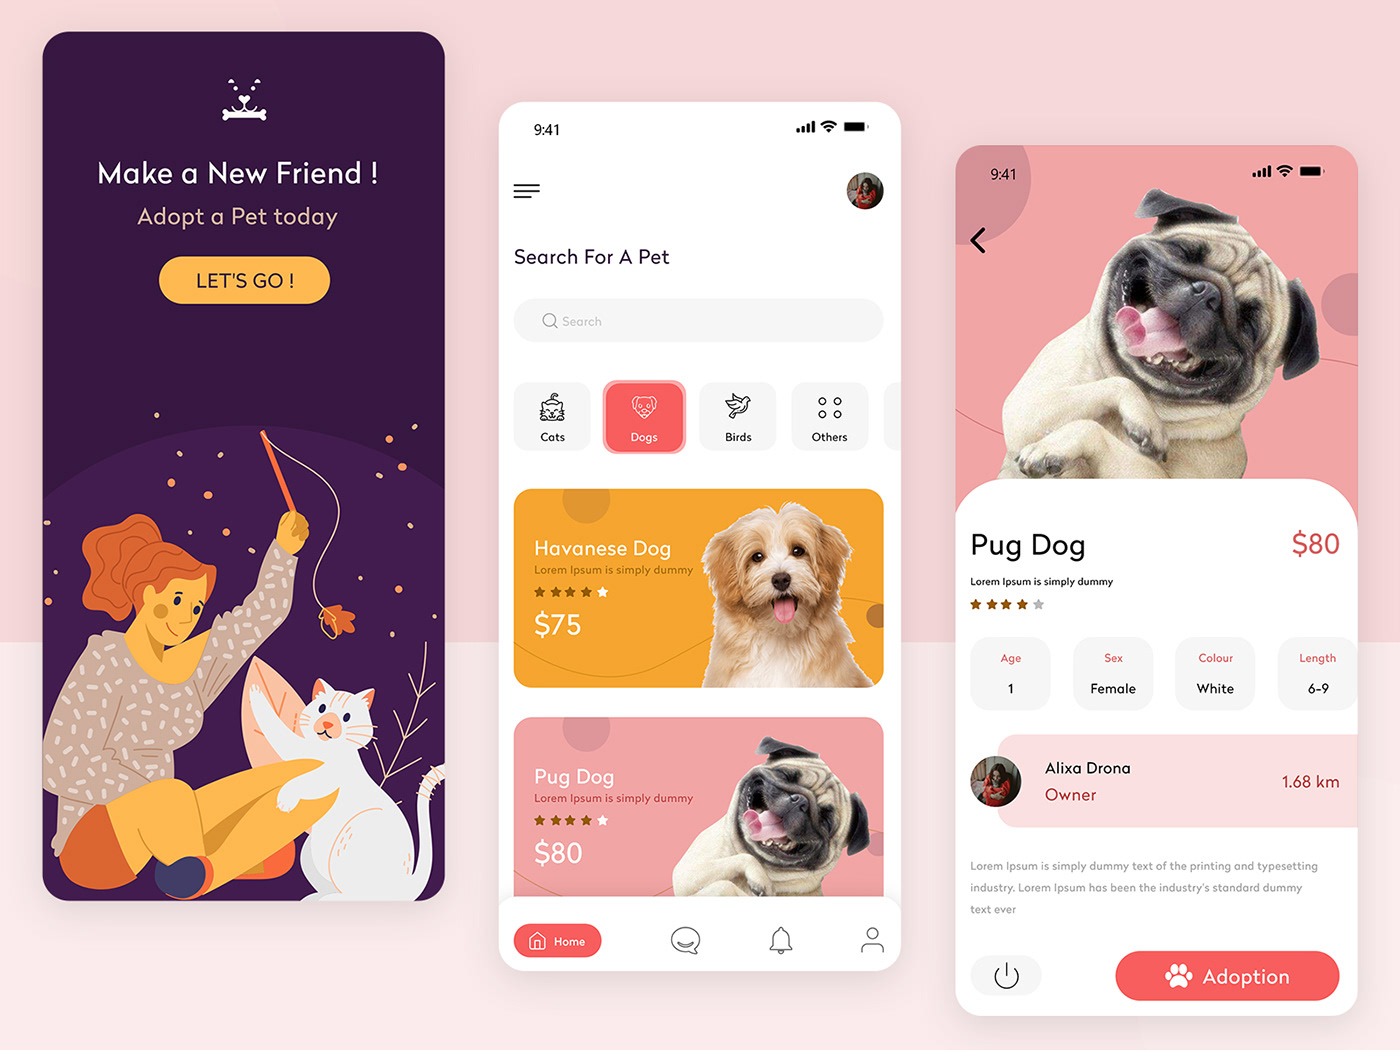 Make a New Friend !
Adopt a Pet today
LET'S GO !
9:41
Search For A Pet
Search
Cats
Dogs
Birds
Others
Havanese Dog
Lorem Ipsum is simply dummy
$75
Pug Dog
Lorem Ipsum is simply dummy
$80
Home
9:41
Pug Dog
$80
Lorem Ipsum is simply dummy
Age
1
Sex
Female
Colour
White
Length
6-9
Alixa Drona
Owner
1.68 km
Lorem Ipsum is simply dummy text of the printing and typesetting
industry. Lorem Ipsum has been the industry's standard dummy
text ever
Adoption